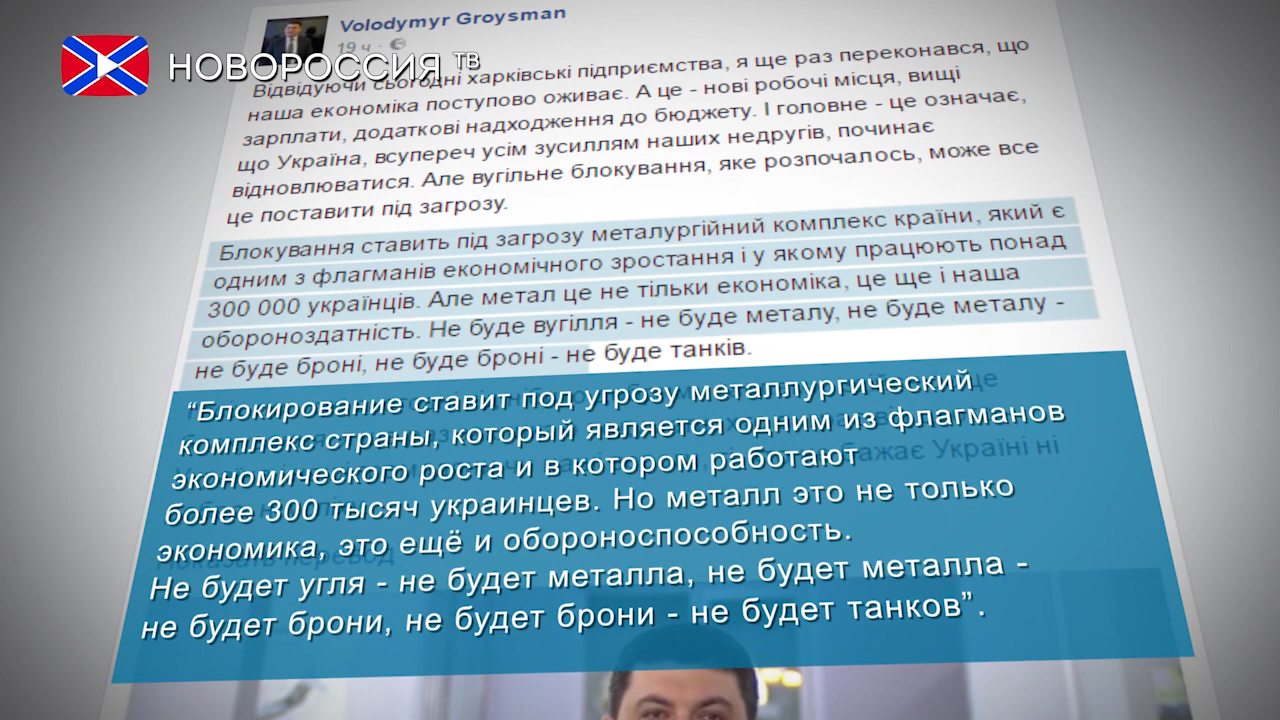 Volodymyr Groysman
19 ч
НОВОРОССИЯ ТВ
Відвідуючи сьогодні харківські підприємства, я ще раз переконався, що
наша економіка поступово оживає. А це - нові робочі місця, вищі
зарплати, додаткові надходження до бюджету. І головне - це означає,
що Україна, всупереч усім зусиллям наших недругів, починає
відновлюватися. Але вугільне блокування, яке розпочалось, може все
це поставити під загрозу.
Блокування ставить під загрозу металургійний комплекс країни, який є
одним з флагманів економічного зростання і у якому працюють понад
300 000 українців. Але метал це не тільки економіка, це ще і наша
обороноздатність. Не буде вугілля - не буде металу, не буде металу -
не буде броні, не буде броні - не буде танків.
“Блокирование ставит под угрозу металлургический
комплекс страны, который является одним из флагманов
экономического роста и в котором работают
более 300 тысяч украинцев. Но металл это не только
экономика, это ещё и обороноспособность.
Не будет угля - не будет металла, не будет металла -
не будет брони, не будет брони - не будет танков”.
це
бажає Україні ні
Показать перевод